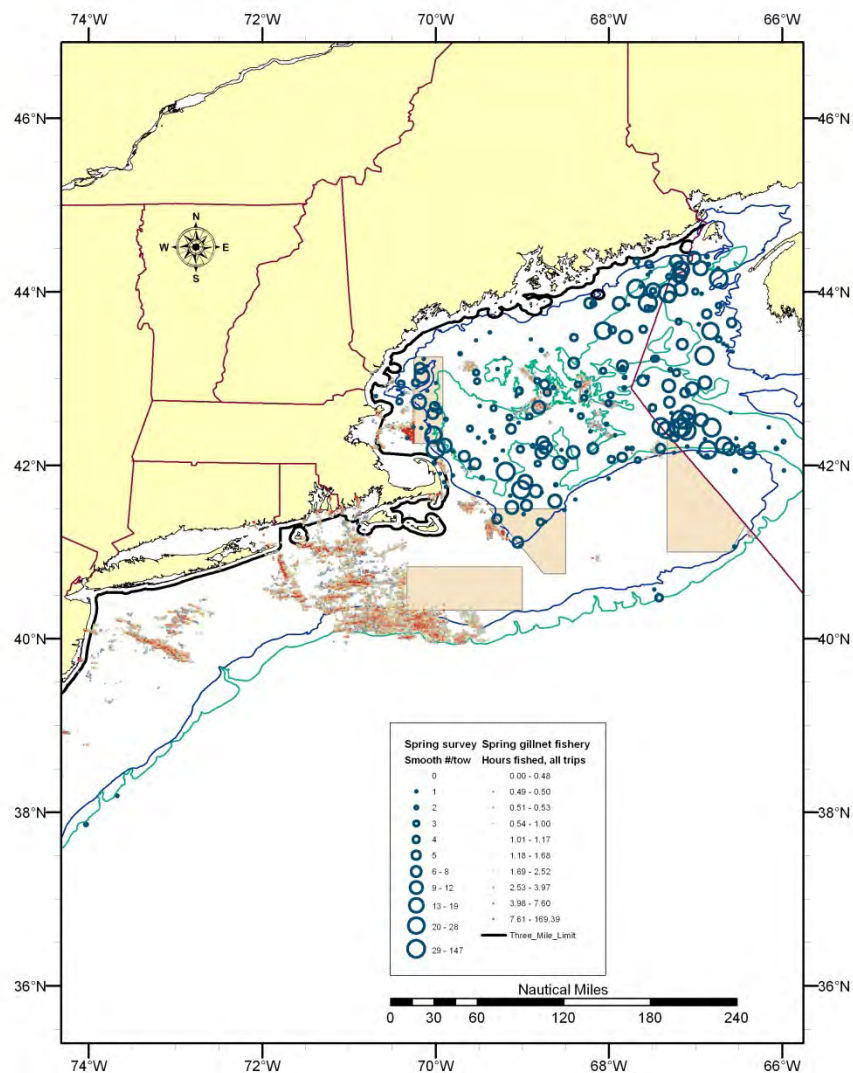 74°W 72°W 70°W 68°W 66°W
46°N 46°N
N
W E
S
44°N 44°N
42°N 42°N
40°N 40°N
Spring survey Spring gillnet fishery
Smooth #/tow Hours fished, all trips
0 0.00 - 0.48
1 0.49 - 0.50
2 0.51 - 0.53
3 0.54 - 1.00
4 1.01 - 1.17
5 1.18 - 1.68
6 - 8 1.69 - 2.52
9 - 12 2.53 - 3.97
13 - 19 3.98 - 7.60
20 - 28 7.61 - 169.39
29 - 147 Three_Mile_Limit
38°N 38°N
36°N 36°N
Nautical Miles
0 15 30 45 60 120 180 240
74°W 72°W 70°W 68°W 66°W